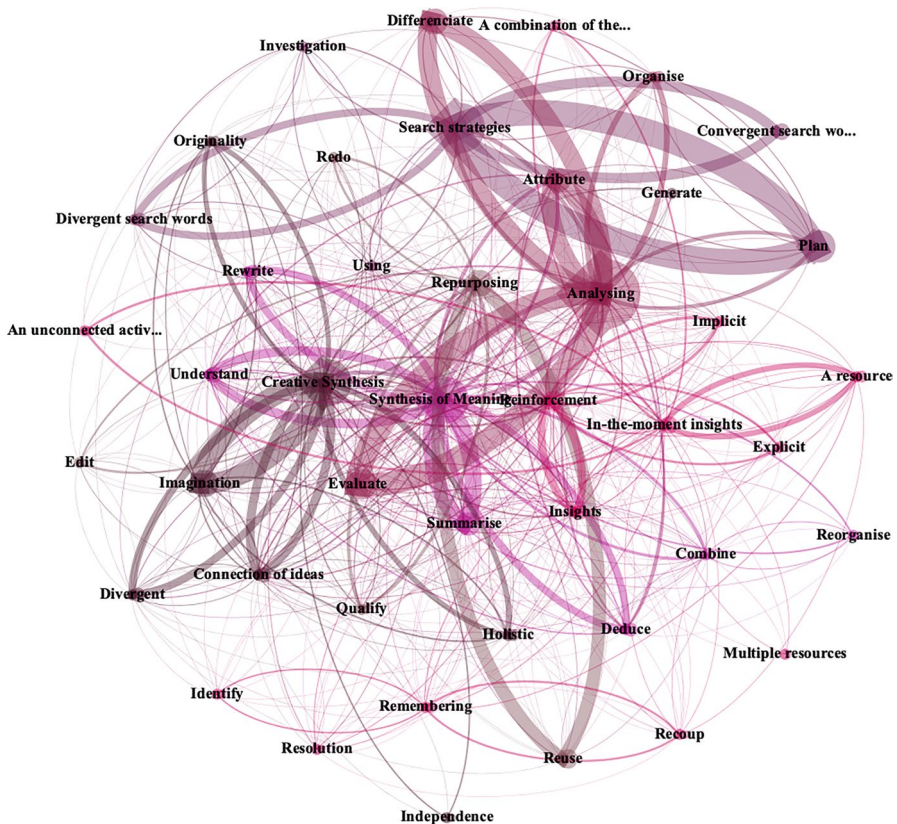 Differenciate
A combination of the...
Investigation
Organise
Search strategies
Convergent search wo...
Originality
Redo
Attribute
Generate
Divergent search words
Plan
Rewrite
Using
Repurposing
Analysing
An unconnected activ...
Implicit
Understand
Creative Synthesis
A resource
Synthesis of Meaning
Reinforcement
In-the-moment insights
Explicit
Edit
Imagination
Evaluate
Insights
Summarise
Reorganise
Combine
Connection of ideas
Divergent
Qualify
Holistic
Deduce
Multiple resources
Identify
Remembering
Recoup
Resolution
Reuse
Independence